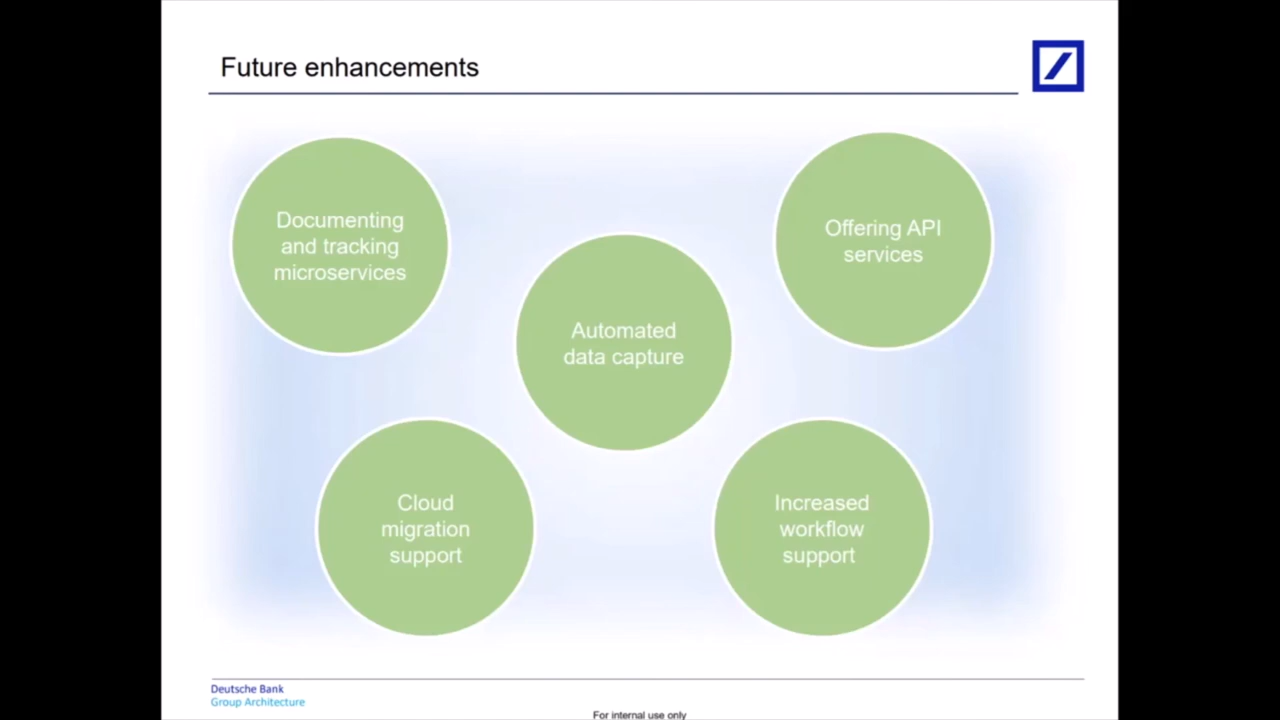 Future enhancements
Documenting
and tracking
microservices
Offering API
services
Automated
data capture
Cloud
migration
support
Increased
workflow
support
Deutsche Bank
Group Architecture
For internal use only